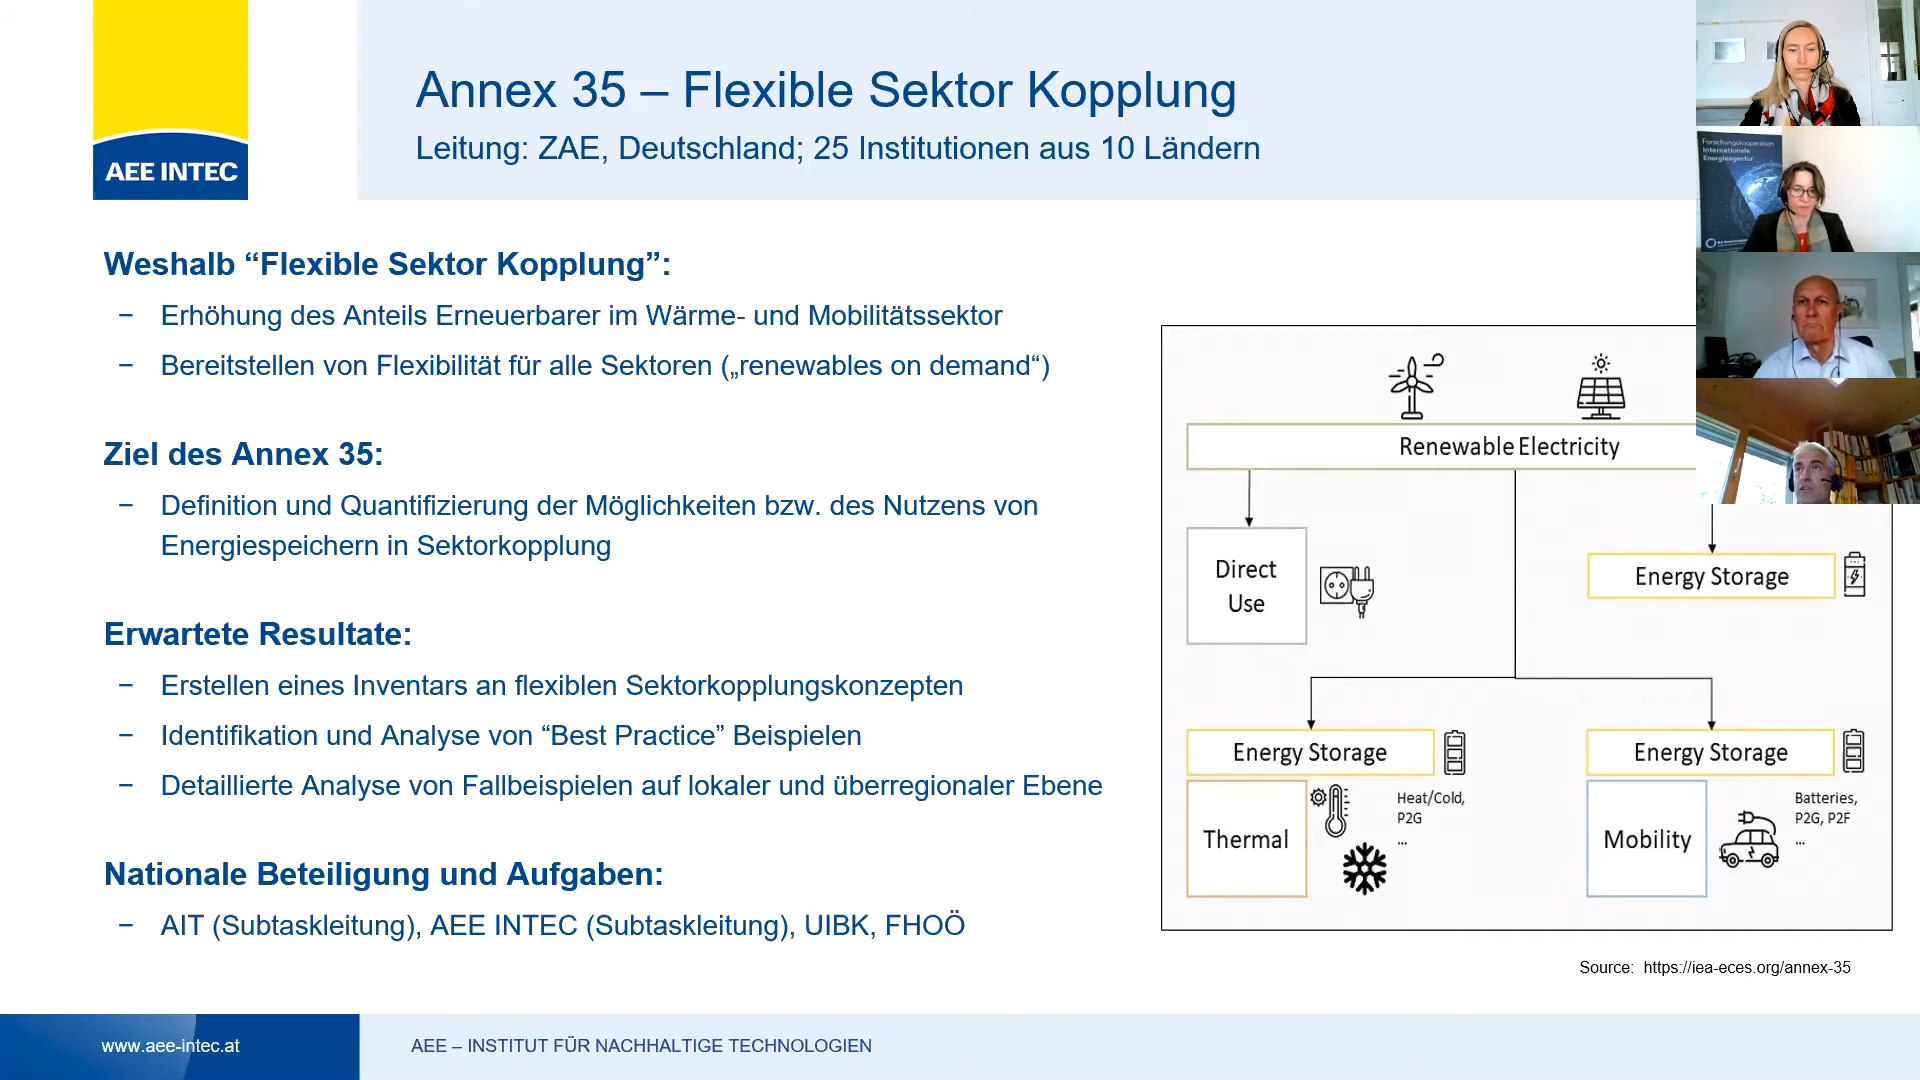 AEE INTEC
Annex 35 – Flexible Sektor Kopplung
Leitung: ZAE, Deutschland; 25 Institutionen aus 10 Ländern
Weshalb “Flexible Sektor Kopplung”:
− Erhöhung des Anteils Erneuerbarer im Wärme- und Mobilitätssektor
− Bereitstellen von Flexibilität für alle Sektoren („renewables on demand“)
Ziel des Annex 35:
− Definition und Quantifizierung der Möglichkeiten bzw. des Nutzens von
Energiespeichern in Sektorkopplung
Erwartete Resultate:
− Erstellen eines Inventars an flexiblen Sektorkopplungskonzepten
− Identifikation und Analyse von “Best Practice” Beispielen
− Detaillierte Analyse von Fallbeispielen auf lokaler und überregionaler Ebene
Nationale Beteiligung und Aufgaben:
− AIT (Subtaskleitung), AEE INTEC (Subtaskleitung), UIBK, FHOÖ
Renewable Electricity
Direct
Use
Energy Storage
Energy Storage
Thermal
Heat/Cold,
P2G
...
Energy Storage
Mobility
Batteries,
P2G, P2F
...
Source: https://iea-eces.org/annex-35
www.aee-intec.at
AEE – INSTITUT FÜR NACHHALTIGE TECHNOLOGIEN
Forschungskooperation
Internationale
Energieagentur